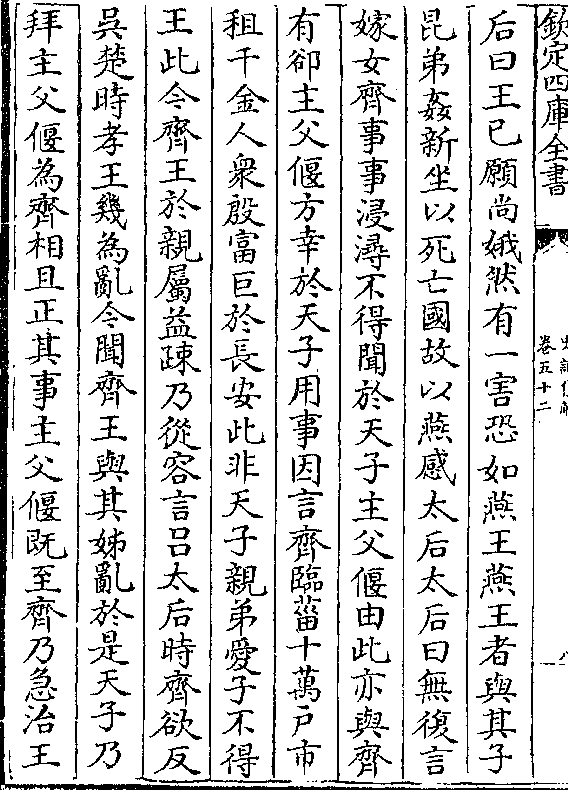 欽定四庫全書
卷五十二
后曰王已願尚娥然有一害恐如燕王燕王者與其子
昆弟姦新坐以死亡國故以燕感太后太后曰無復言
嫁女齊事事浸潯不得聞於天子主父偃由此亦與齊
有郤主父偃方幸於天子用事因言齊臨菑十萬戶市
租千金人衆殷富巨於長安此非天子親弟愛子不得
王此今齊王於親屬益疎乃從容言吕太后時齊欲反
吳楚時孝王幾為亂今聞齊王與其姊亂於是天子乃
拜主父偃為齊相且正其事主父偃既至齊乃急治王